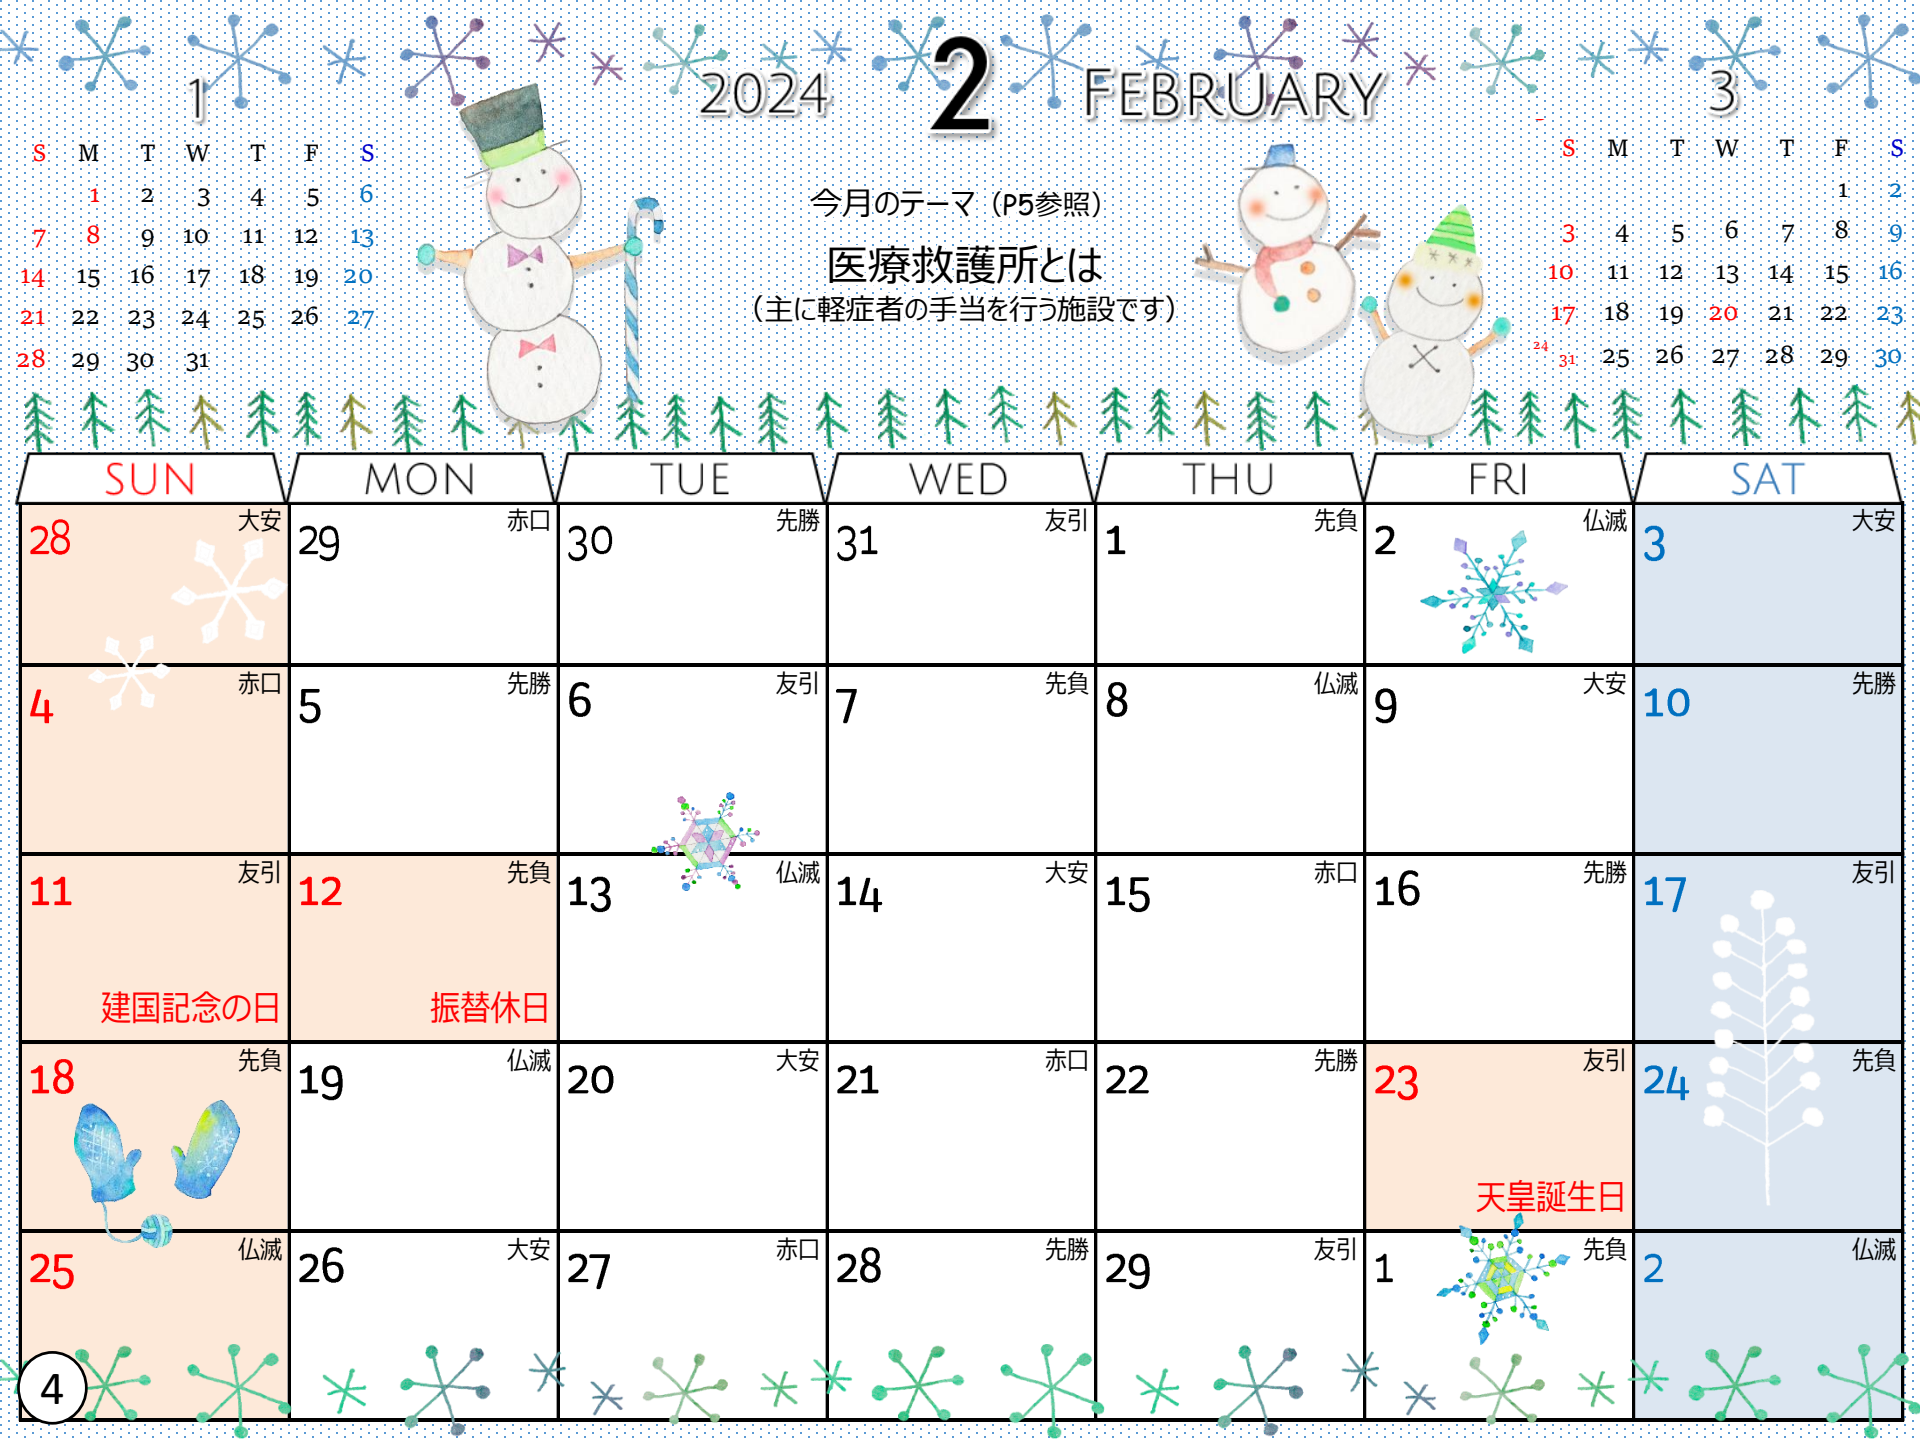 1
S M T W T F S
1 2 3 4 5 6
7 8 9 10 11 12 13
14 15 16 17 18 19 20
21 22 23 24 25 26 27
28 29 30 31
2024 2 FEBRUARY
今月のテーマ（P5参照）
医療救護所とは
（主に軽症者の手当を行う施設です）
3
S M T W T F S
1 2
3 4 5 6 7 8 9
10 11 12 13 14 15 16
17 18 19 20 21 22 23
24 31 25 26 27 28 29 30
SUN MON TUE WED THU FRI SAT
28 大安 29 赤口 30 先勝 31 友引 1 先負 2 仏滅 3 大安
4 赤口 5 先勝 6 友引 7 先負 8 仏滅 9 大安 10 先勝
11 友引 12 先負 13 仏滅 14 大安 15 赤口 16 先勝 17 友引
建国記念の日 振替休日
18 先負 19 仏滅 20 大安 21 赤口 22 先勝 23 友引 24 先負
天皇誕生日
25 仏滅 26 大安 27 赤口 28 先勝 29 友引 1 先負 2 仏滅
4